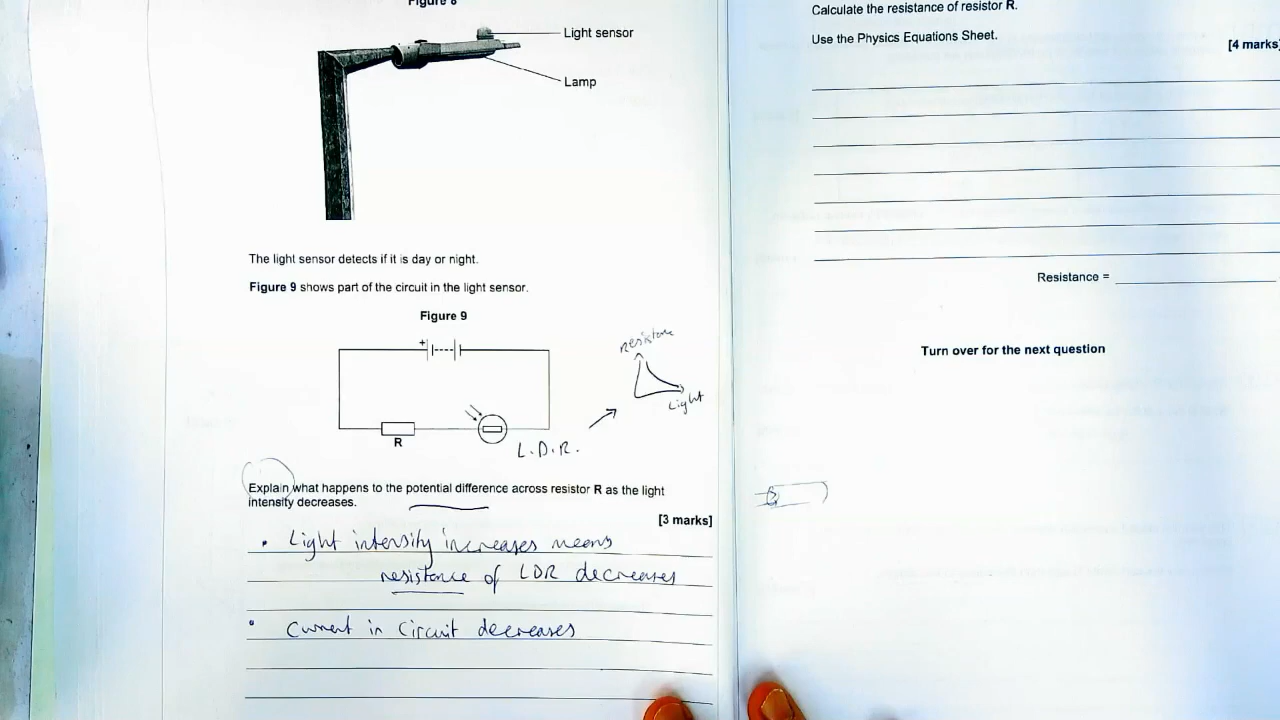 Figure 8
Light sensor
Lamp
The light sensor detects if it is day or night.
Figure 9 shows part of the circuit in the light sensor.
Figure 9
+
R
L.D.R.
Resistance
Light
Explain what happens to the potential difference across resistor R as the light
intensity decreases.
[3 marks]
• Light intensity increases means
resistance of LDR decreases
• Current in circuit decreases
Calculate the resistance of resistor R.
Use the Physics Equations Sheet.
[4 marks]
Resistance =
Turn over for the next question